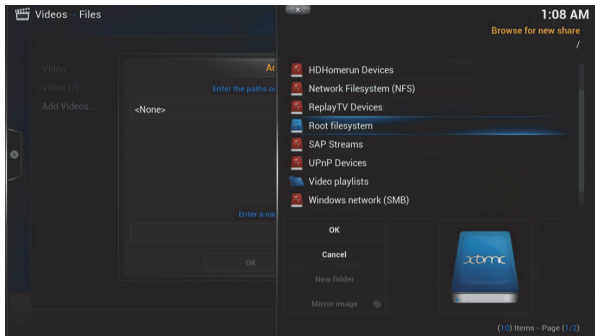 Videos - Files
1:08 AM
Browse for new share
/
Video
Video (2)
Add Videos...
Enter the paths o
<None>
Enter a na
OK
HDHomerun Devices
Network Filesystem (NFS)
ReplayTV Devices
Root filesystem
SAP Streams
UPnP Devices
Video playlists
Windows network (SMB)
OK
Cancel
New folder
Mirror image
xbmc
(10) Items - Page (1/2)